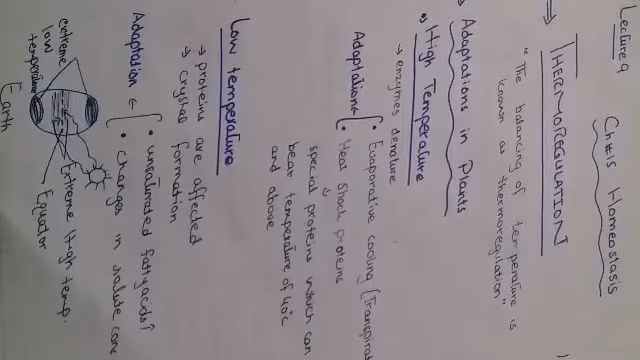 Lecture 9
Ch#15 Homeostasis
⇒ THERMOREGULATION
"The balancing of temperature is
known as thermoregulation"
→ Adaptations in Plants
• High Temperature
→ enzymes denature
Adaptation • Evaporative cooling (Transpirat
• Heat shock proteins
↓
special proteins which can
bear temperature of 40°C
and above
Low temperature
→ proteins are affected
→ crystal formation
Adaptation • unsaturated fatty acids↑
• changes in solute conc
extreme
low
temperature
Extreme High temp.
Equator
Earth